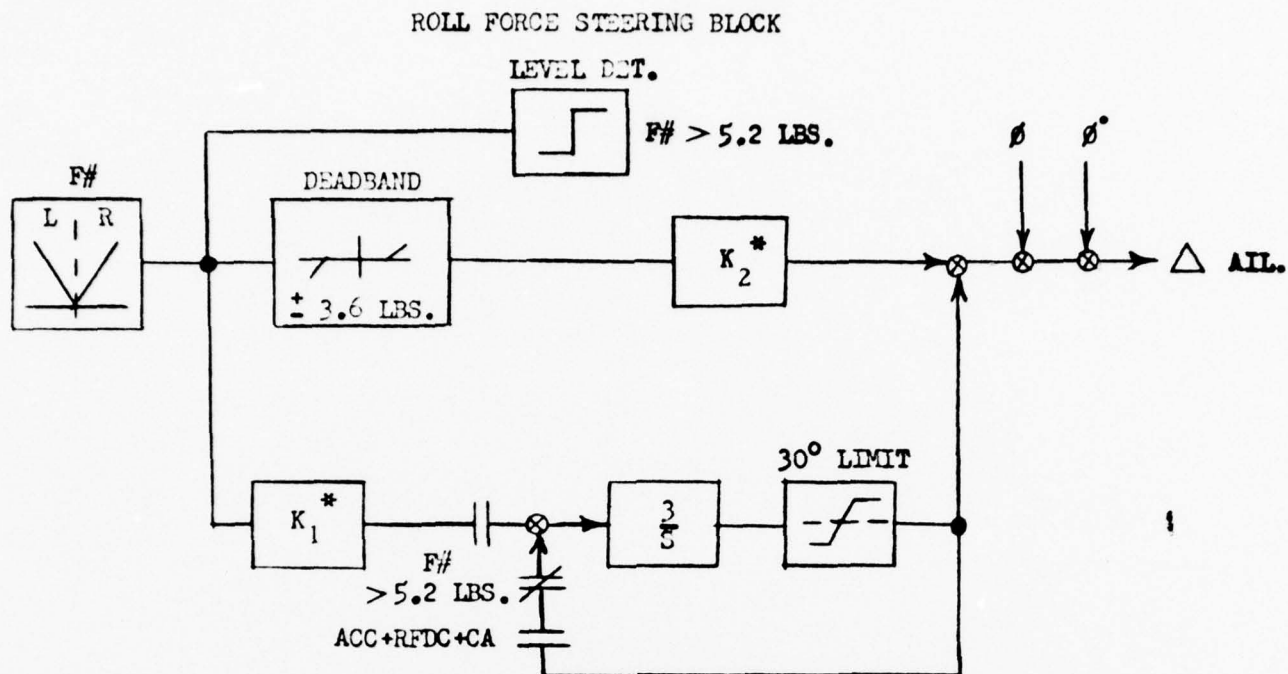 ROLL FORCE STEERING BLOCK
LEVEL DET.
F# > 5.2 LBS.
Ø
ذ
F#
L R
DEADBAND
± 3.6 LBS.
K₂*
△ AIL.
K₁*
F#
> 5.2 LBS.
3/S
30° LIMIT
ACC+RFDC+CA